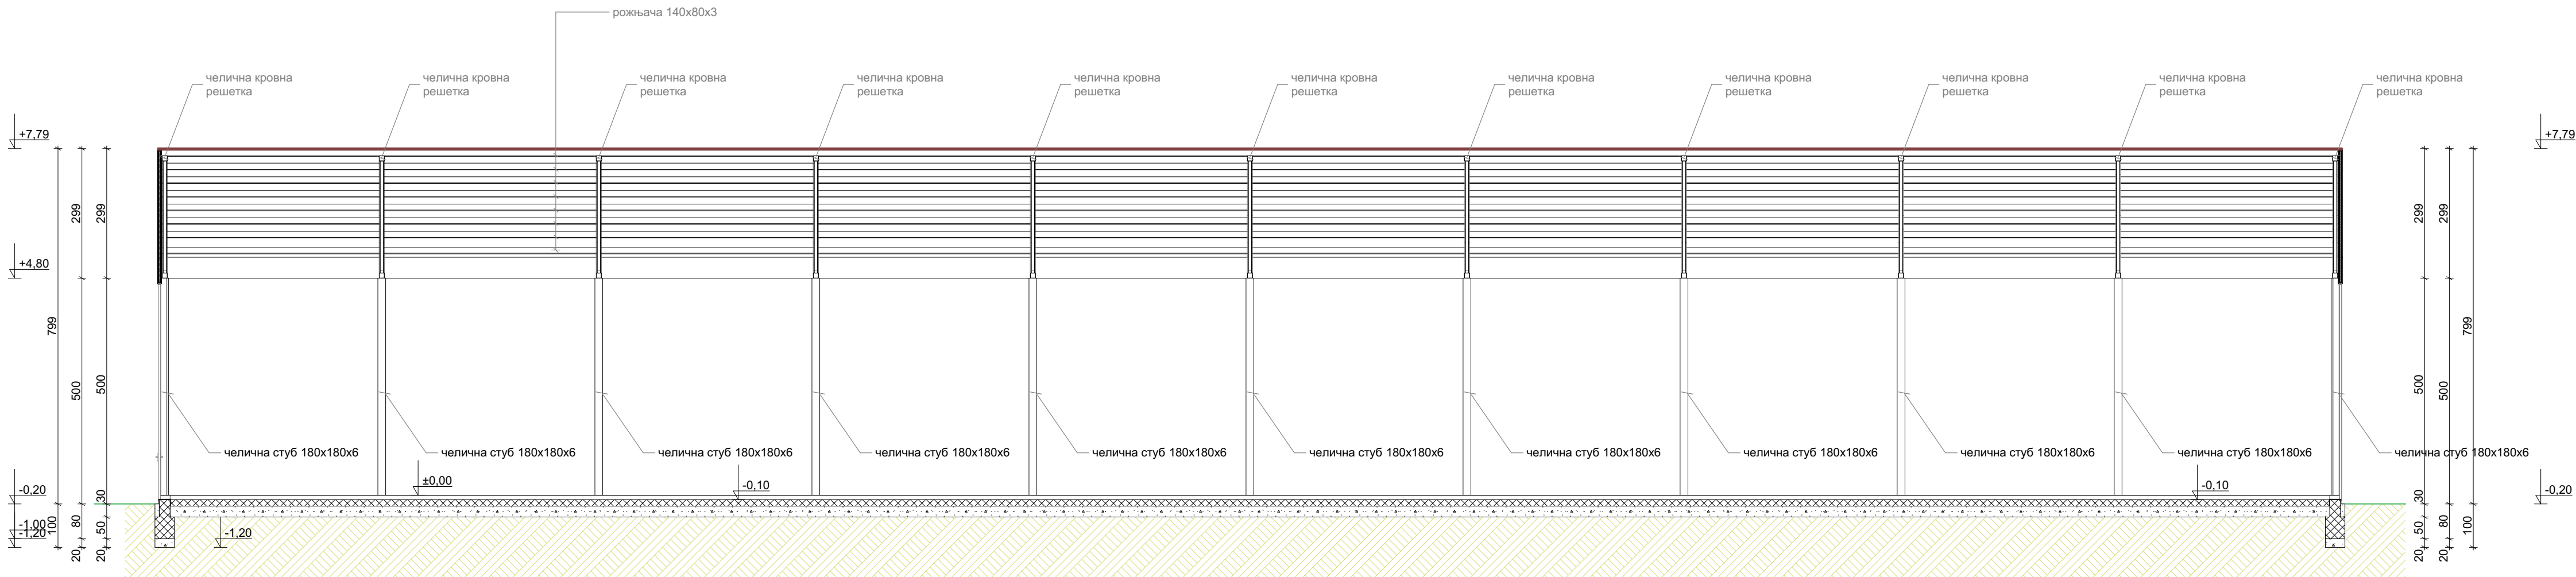 рожњача 140x80x3
челична кровна
решетка
челична кровна
решетка
челична кровна
решетка
челична кровна
решетка
челична кровна
решетка
челична кровна
решетка
челична кровна
решетка
челична кровна
решетка
челична кровна
решетка
челична кровна
решетка
челична кровна
решетка
+7,79
+7,79
299
299
299
299
+4,80
799
799
500
500
500
500
челична стуб 180x180x6
челична стуб 180x180x6
челична стуб 180x180x6
челична стуб 180x180x6
челична стуб 180x180x6
челична стуб 180x180x6
челична стуб 180x180x6
челична стуб 180x180x6
челична стуб 180x180x6
челична стуб 180x180x6
челична стуб 180x180x6
±0,00
-0,10
-0,10
-0,20
-0,20
30
30
-1,00
-1,20
100
80
50
50
80
100
-1,20
20
20
20
20